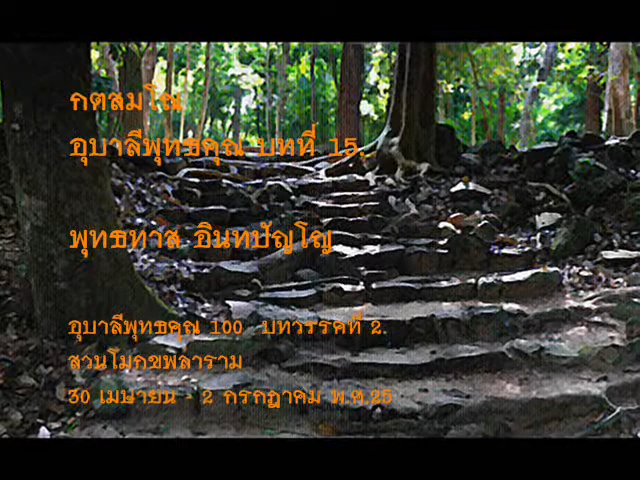 กตสมโณ
อุบาลีพุทธคุณ บทที่ 15.
พุทธทาส อินทปัญโญ
อุบาลีพุทธคุณ 100 บทวรรคที่ 2.
สวนโมกขพลาราม
30 เมษายน - 2 กรกฎาคม พ.ศ.25